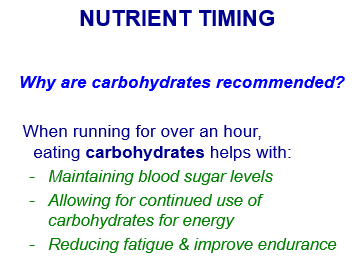 NUTRIENT TIMING
Why are carbohydrates recommended?
When running for over an hour,
eating carbohydrates helps with:
- Maintaining blood sugar levels
- Allowing for continued use of
carbohydrates for energy
- Reducing fatigue & improve endurance